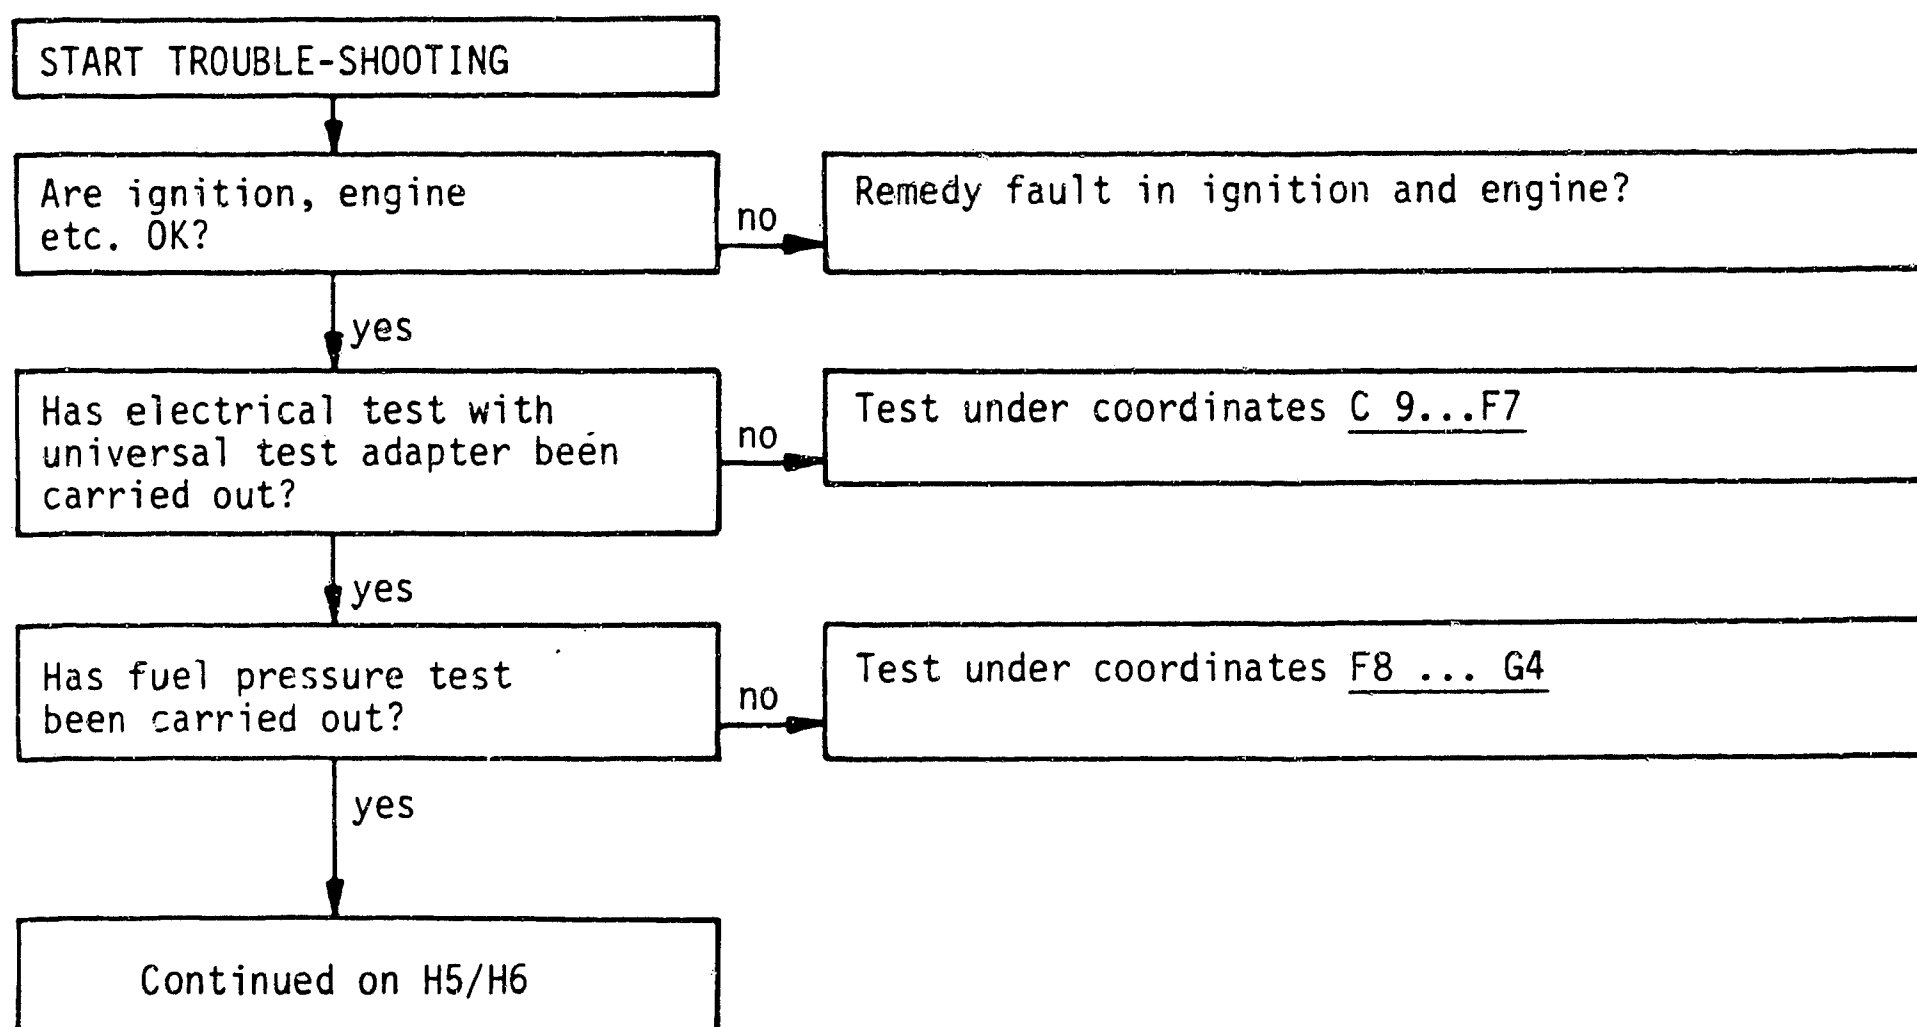 START TROUBLE-SHOOTING
Are ignition, engine
etc. OK?
no
Remedy fault in ignition and engine?
yes
Has electrical test with
universal test adapter been
carried out?
no
Test under coordinates C 9...F7
yes
Has fuel pressure test
been carried out?
no
Test under coordinates F8 ... G4
yes
Continued on H5/H6